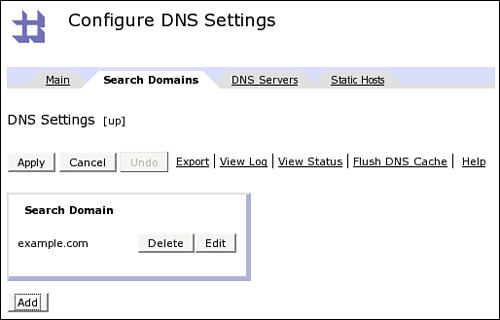 Configure DNS Settings
Main Search Domains DNS Servers Static Hosts
DNS Settings [up]
Apply Cancel Undo Export | View Log | View Status | Flush DNS Cache | Help
Search Domain
example.com Delete Edit
Add